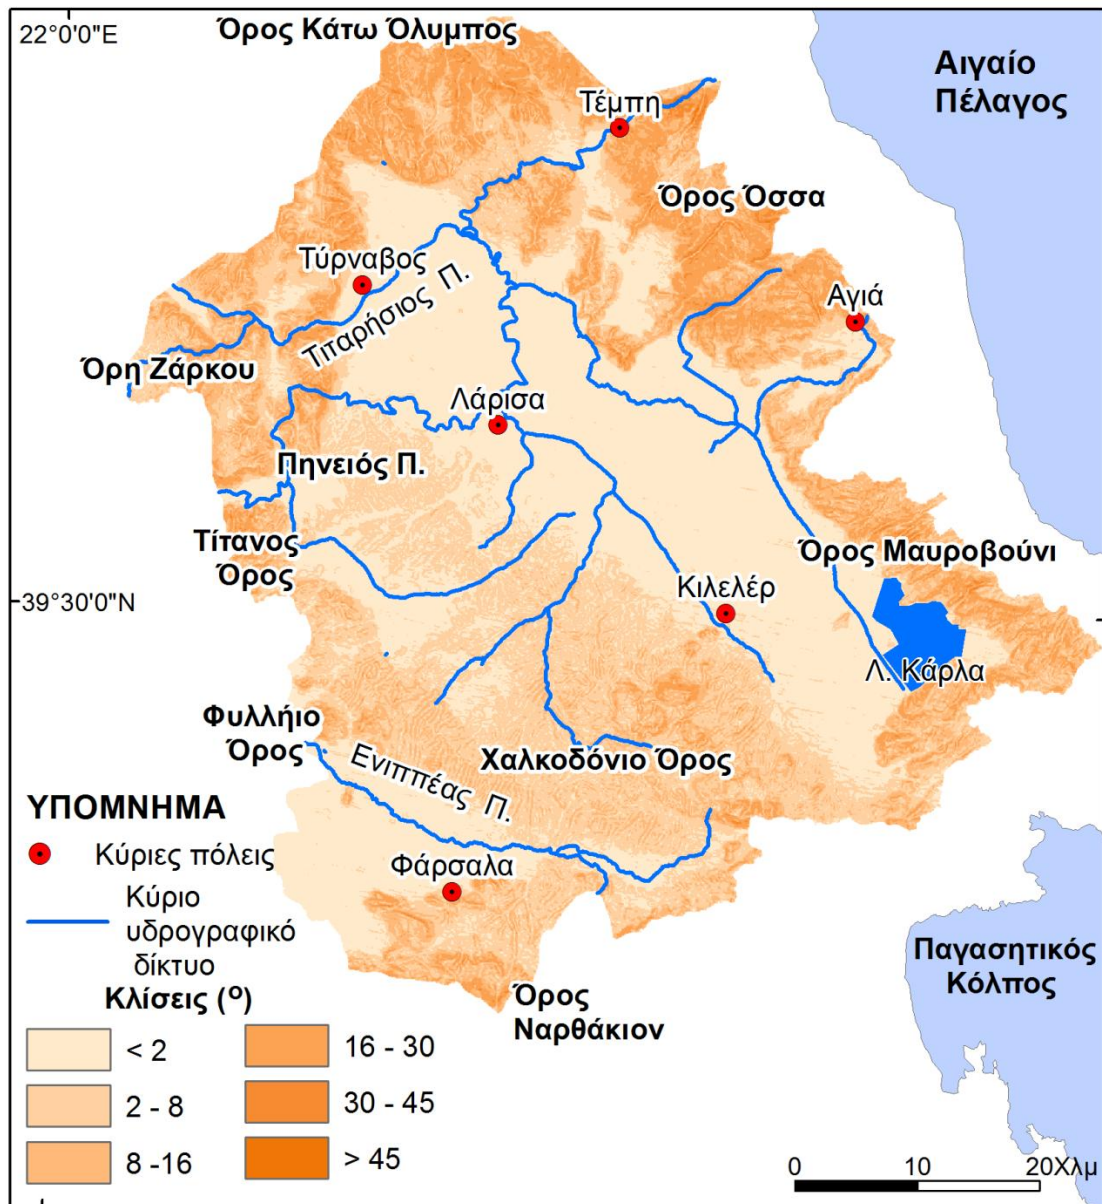 22°0'0"E
Όρος Κάτω Όλυμπος
Αιγαίο
Πέλαγος
Τέμπη
Όρος Όσσα
Τύρναβος
Τιταρήσιος Π.
Αγιά
Όρη Ζάρκου
Λάρισα
Πηνειός Π.
Τίτανος
Όρος
Όρος Μαυροβούνι
39°30'0"N
Κιλελέρ
Λ. Κάρλα
Φυλλήιο
Όρος
Ενιππέας Π.
Χαλκοδόνιο Όρος
ΥΠΟΜΝΗΜΑ
Κύριες πόλεις
Φάρσαλα
Κύριο
υδρογραφικό
δίκτυο
Παγασητικός
Κόλπος
Κλίσεις (º)
Όρος
Ναρθάκιον
< 2
16 - 30
2 - 8
30 - 45
8 -16
> 45
0 10 20Χλμ